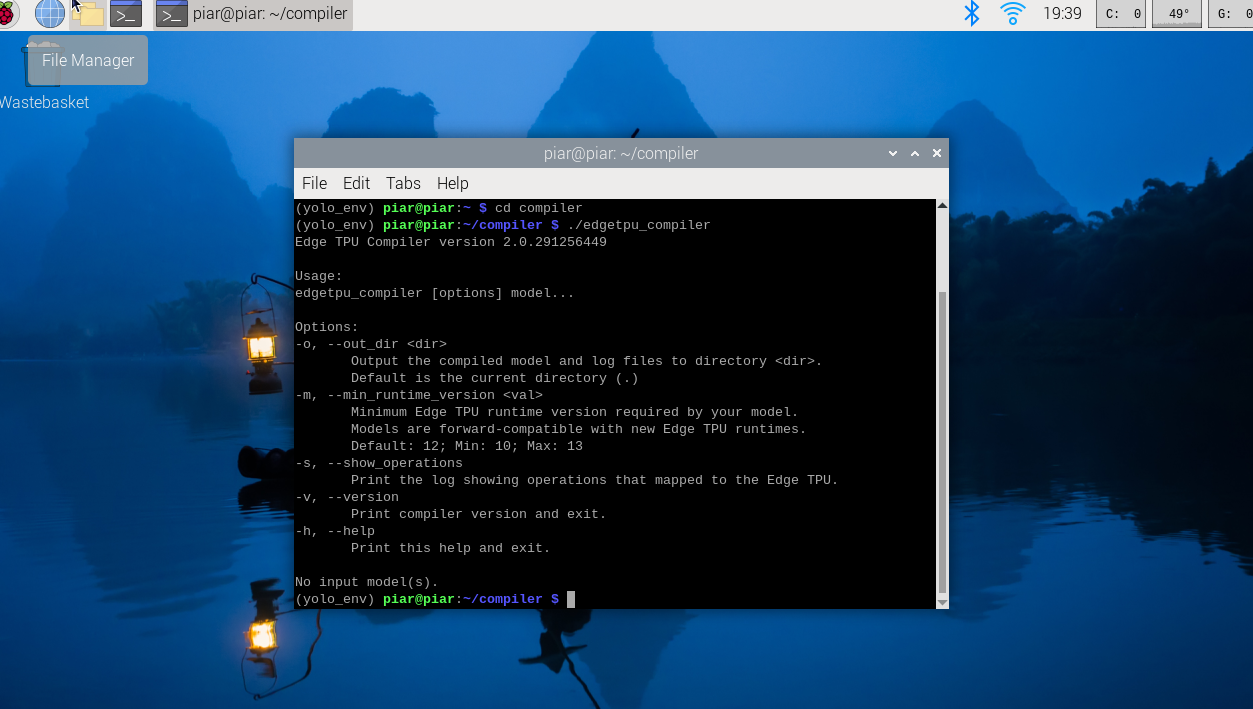 piar@piar: ~/compiler
19:39
C: 0
49°
G: 0
File Manager
Wastebasket
piar@piar: ~/compiler
File Edit Tabs Help
(yolo_env) piar@piar:~ $ cd compiler
(yolo_env) piar@piar:~/compiler $ ./edgetpu_compiler
Edge TPU Compiler version 2.0.291256449
Usage:
edgetpu_compiler [options] model...
Options:
-o, --out_dir <dir>
Output the compiled model and log files to directory <dir>.
Default is the current directory (.)
-m, --min_runtime_version <val>
Minimum Edge TPU runtime version required by your model.
Models are forward-compatible with new Edge TPU runtimes.
Default: 12; Min: 10; Max: 13
-s, --show_operations
Print the log showing operations that mapped to the Edge TPU.
-v, --version
Print compiler version and exit.
-h, --help
Print this help and exit.
No input model(s).
(yolo_env) piar@piar:~/compiler $